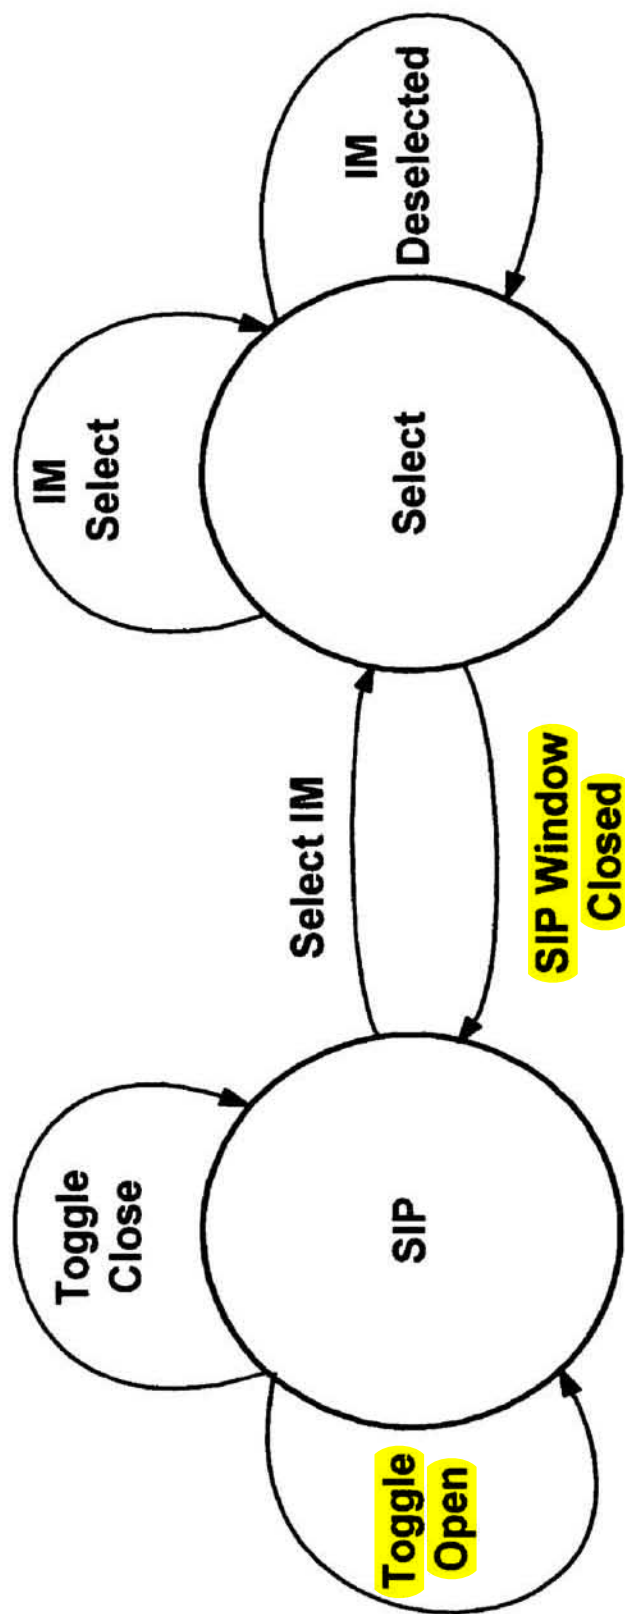 Toggle
Open
Toggle
Close
SIP
Select IM
SIP Window
Closed
IM
Select
Select
IM
Deselected